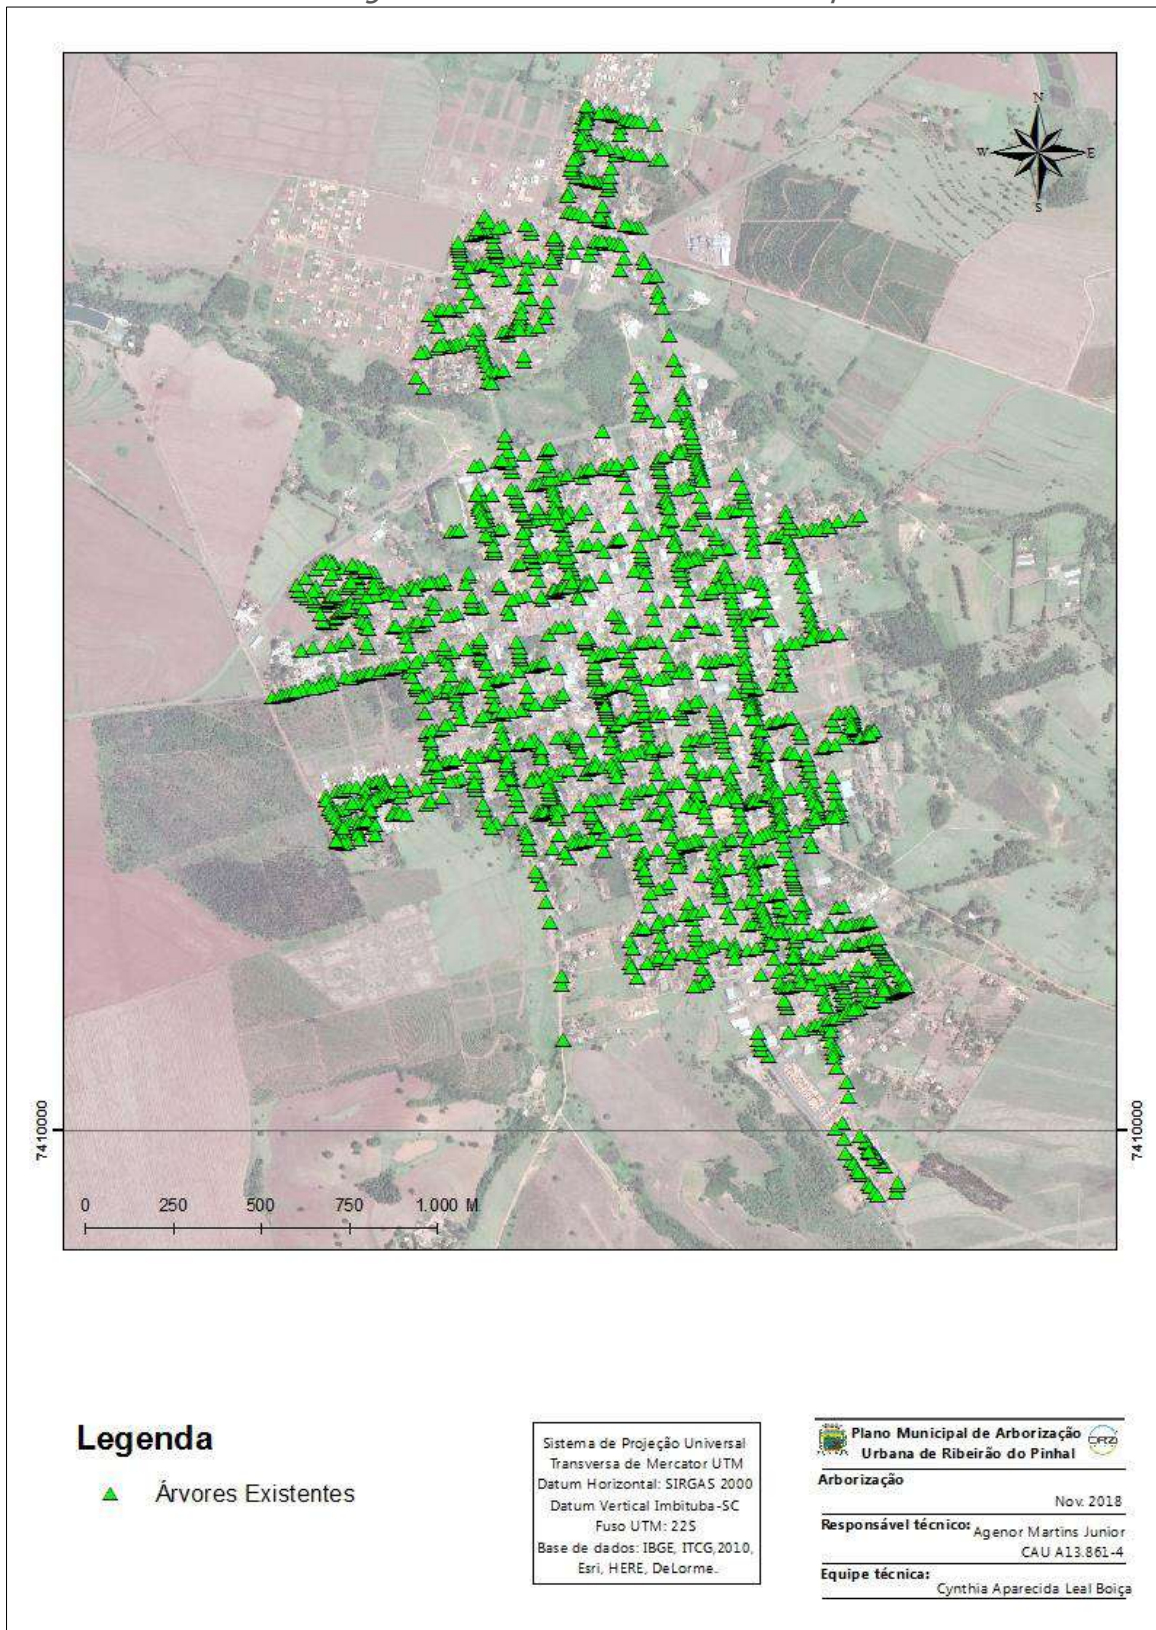 N
W
E
S
7410000
7410000
0 250 500 750 1.000 M
Legenda
Árvores Existentes
Sistema de Projeção Universal
Transversa de Mercator UTM
Datum Horizontal: SIRGAS 2000
Datum Vertical Imbituba-SC
Fuso UTM: 22S
Base de dados: IBGE, ITCG,2010,
Esri, HERE, DeLorme.
Plano Municipal de Arborização
Urbana de Ribeirão do Pinhal
Arborização
Nov. 2018
Responsável técnico: Agenor Martins Junior
CAU A13.861-4
Equipe técnica:
Cynthia Aparecida Leal Boiça